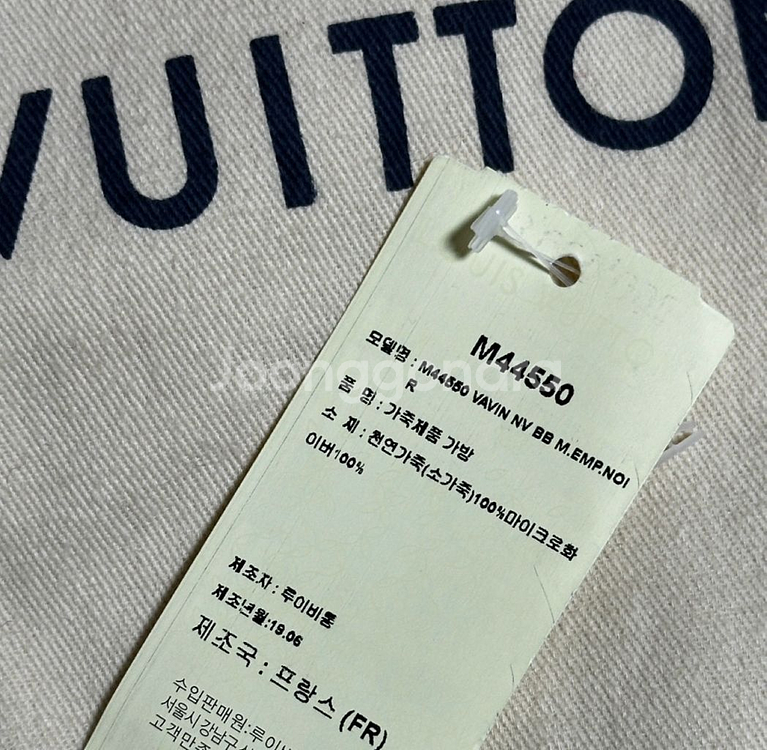 VUITTO
M44550
모델명 : M44550 VAVIN NV BB M.EMP.NOI
R
품 명 : 가죽제품 가방
소 재 : 천연가죽(소가죽)100%마이크로화
이버100%
제조자 : 루이비통
제조년월:19.06
제조국 : 프랑스 (FR)
수입판매원:루이비
서울시 강남구
고객만족
Joonggonara